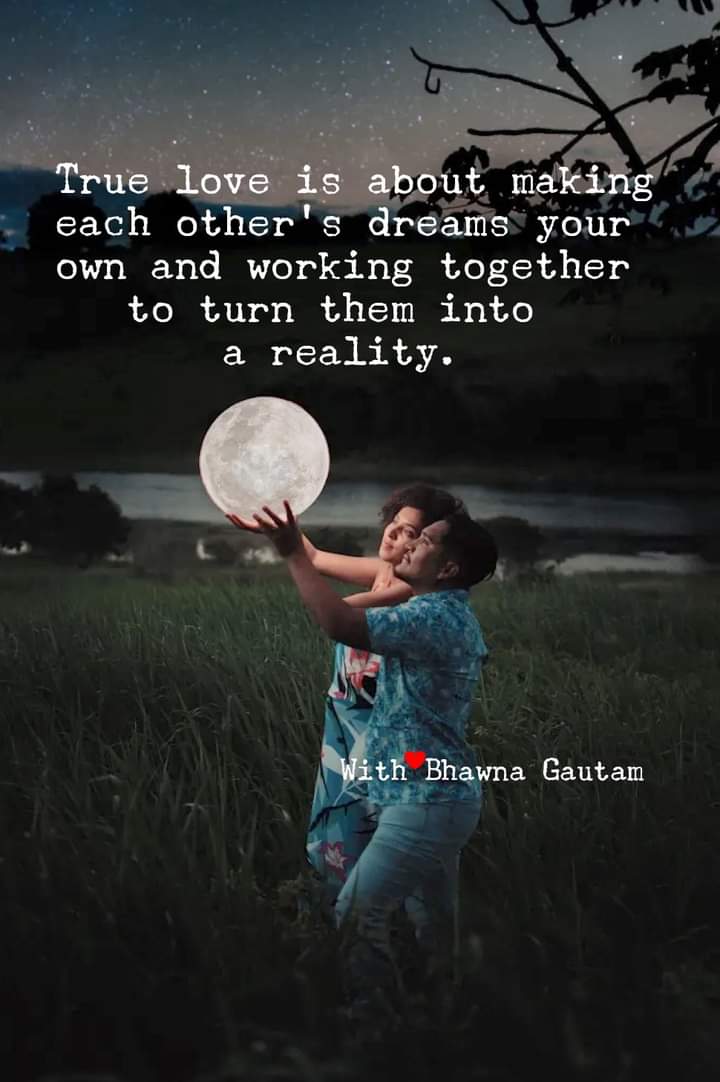 True love is about making
each other's dreams your
own and working together
to turn them into
a reality.
With❤Bhawna Gautam